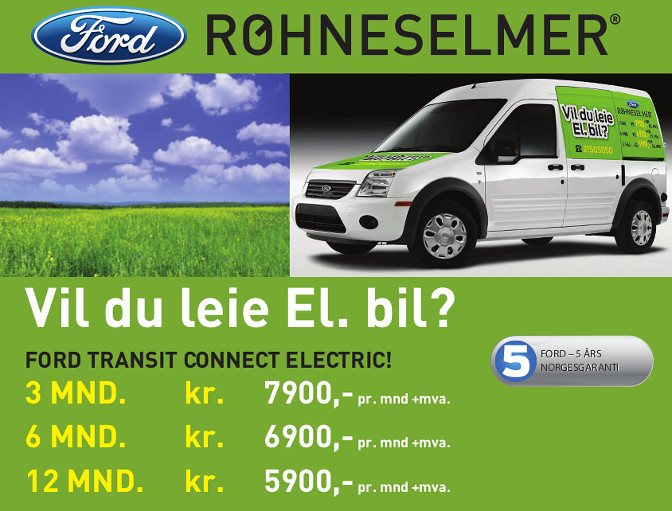 Ford RØHNESELMER®
Ford
RØHNESELMER
Vil du leie
EL. bil?
☎21505050
Vil du leie El. bil?
FORD TRANSIT CONNECT ELECTRIC!
5 FORD – 5 ÅRS
NORGESGARANTI
3 MND. kr. 7900,- pr. mnd +mva.
6 MND. kr. 6900,- pr. mnd +mva.
12 MND. kr. 5900,- pr. mnd +mva.